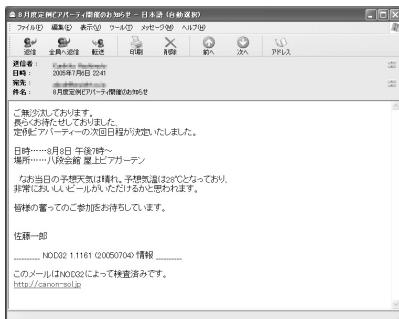 8月度定例ビアパーティ開催のお知らせ - 日本語 (自動選択)
ファイル(F) 編集(E) 表示(V) ツール(T) メッセージ(M) ヘルプ(H)
返信 全員へ返信 転送 印刷 削除 前へ 次へ アドレス
送信者:
日時: 2005年7月6日 22:41
宛先:
件名: 8月度定例ビアパーティ開催のお知らせ
ご無沙汰しております。
長らくお待たせしておりました、
定例ビアパーティーの次回日程が決定いたしました。
日時……8月8日 午後7時~
場所……八段会館 屋上ビアガーデン
なお当日の予想天気は晴れ、予想気温は28℃となっており、
非常においしいビールがいただけるかと思われます。
皆様の奮ってのご参加をお待ちしています。
佐藤一郎
__________ NOD32 1.1161 (20050704) 情報 __________
このメールはNOD32によって検査済みです。
http://canon-sol.jp